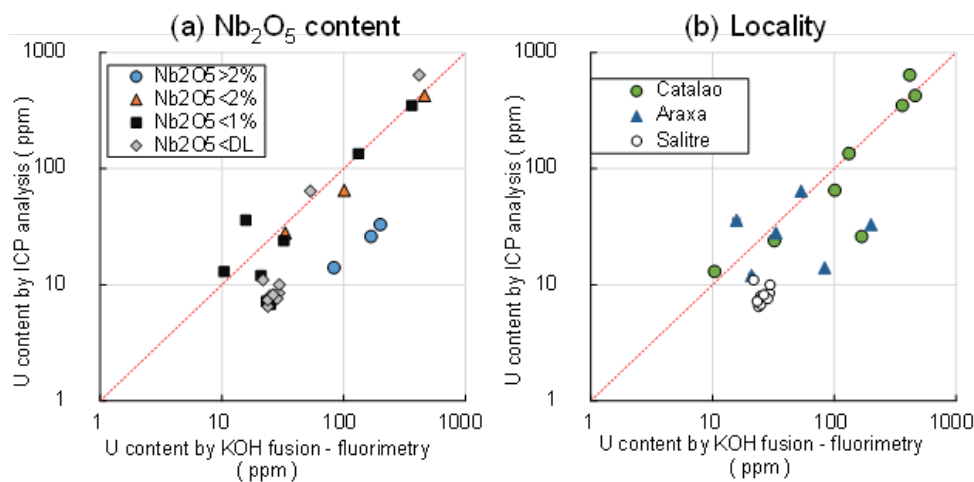 (a) Nb₂O₅ content
1000
100
10
1
1
10
100
1000
U content by ICP analysis ( ppm )
U content by KOH fusion - fluorimetry
( ppm )
Nb2O5>2%
Nb2O5<2%
Nb2O5<1%
Nb2O5<DL
(b) Locality
1000
100
10
1
1
10
100
1000
U content by ICP analysis ( ppm )
U content by KOH fusion - fluorimetry
( ppm )
Catalao
Araxa
Salitre